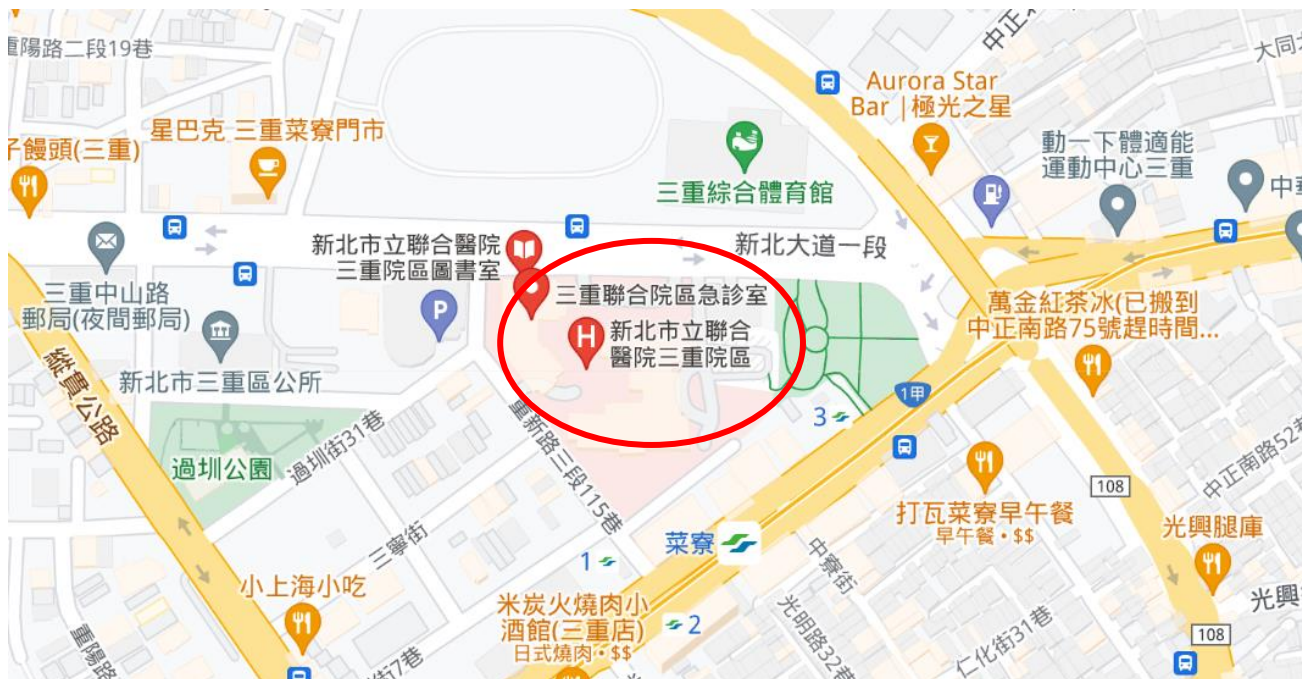 重陽路二段19巷
子饅頭(三重)
星巴克 三重菜寮門市
三重綜合體育館
Aurora Star
Bar |極光之星
動一下體適能
運動中心三重
新北大道一段
新北市立聯合醫院
三重院區圖書室
三重聯合院區急診室
H
新北市立聯合
醫院三重院區
P
三重中山路
郵局(夜間郵局)
新北市三重區公所
縱貫公路
過圳公園
過圳街31巷
重新路三段115巷
三寧街
萬金紅茶冰(已搬到
中正南路75號趕時間...
1甲
3
108
中正南路52巷
打瓦菜寮早午餐
早午餐·$$
光興腿庫
菜寮
1
2
小上海小吃
米炭火燒肉小
酒館(三重店)
日式燒肉·$$
中寮街
光明路32巷
仁化街31巷
108
光興
重陽路
街7巷